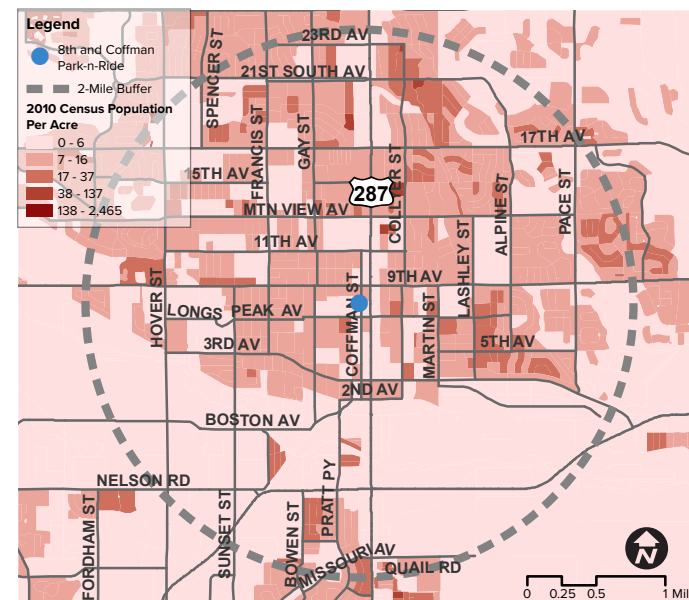 Legend
8th and Coffman
Park-n-Ride
2-Mile Buffer
2010 Census Population
Per Acre
0 - 6
7 - 16
17 - 37
38 - 137
138 - 2,465
23RD AV
SPENCER ST
21ST SOUTH AV
FRANCIS ST
GAY ST
17TH AV
15TH AV
287
COLLYER ST
MTN VIEW AV
ALPINE ST
PACE ST
11TH AV
LASHLEY ST
9TH AV
HOVER ST
COFFMAN ST
LONGS PEAK AV
MARTIN ST
3RD AV
5TH AV
2ND AV
BOSTON AV
NELSON RD
PRATT PY
FORDHAM ST
SUNSET ST
BOWEN ST
MISSOURI AV
QUAIL RD
N
0 0.25 0.5 1 Mil